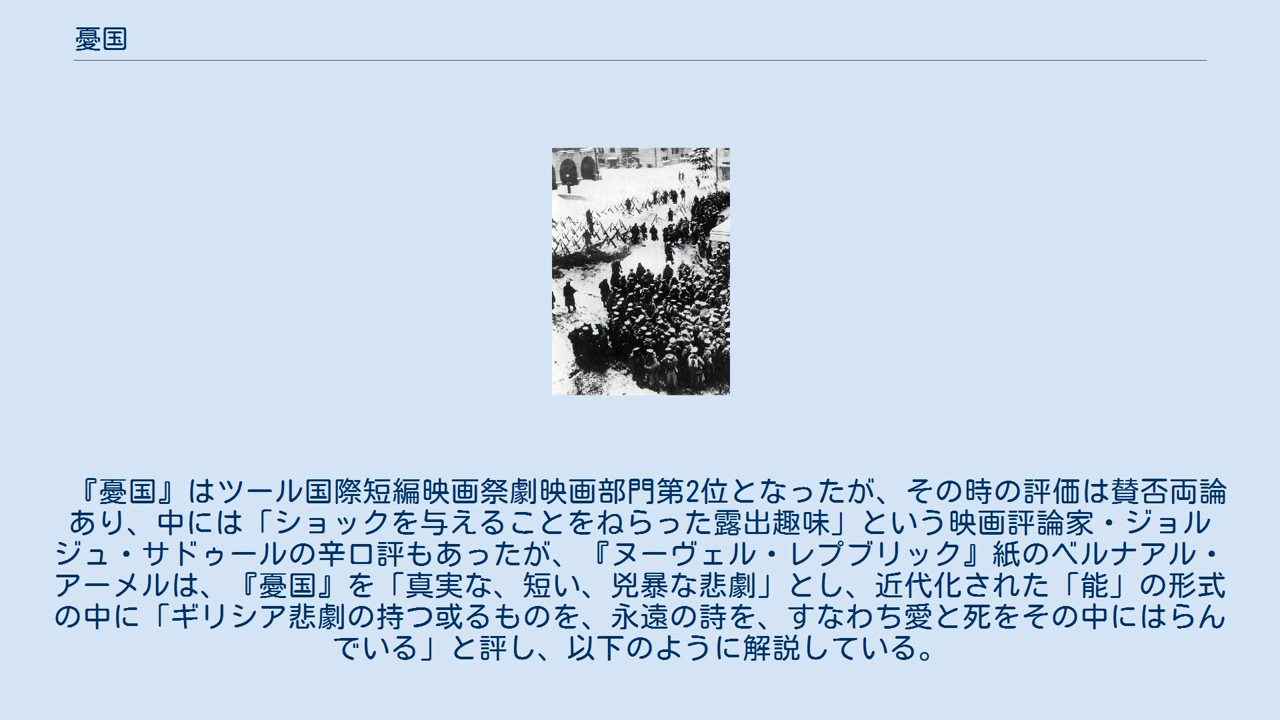 憂国
『憂国』はツール国際短編映画祭劇映画部門第2位となったが、その時の評価は賛否両論
あり、中には「ショックを与えることをねらった露出趣味」という映画評論家・ジョル
ジュ・サドゥールの辛口評もあったが、『ヌーヴェル・レプブリック』紙のベルナアル・
アーメルは、『憂国』を「真実な、短い、兇暴な悲劇」とし、近代化された「能」の形式
の中に「ギリシア悲劇の持つ或るものを、永遠の詩を、すなわち愛と死をその中にはらん
でいる」と評し、以下のように解説している。